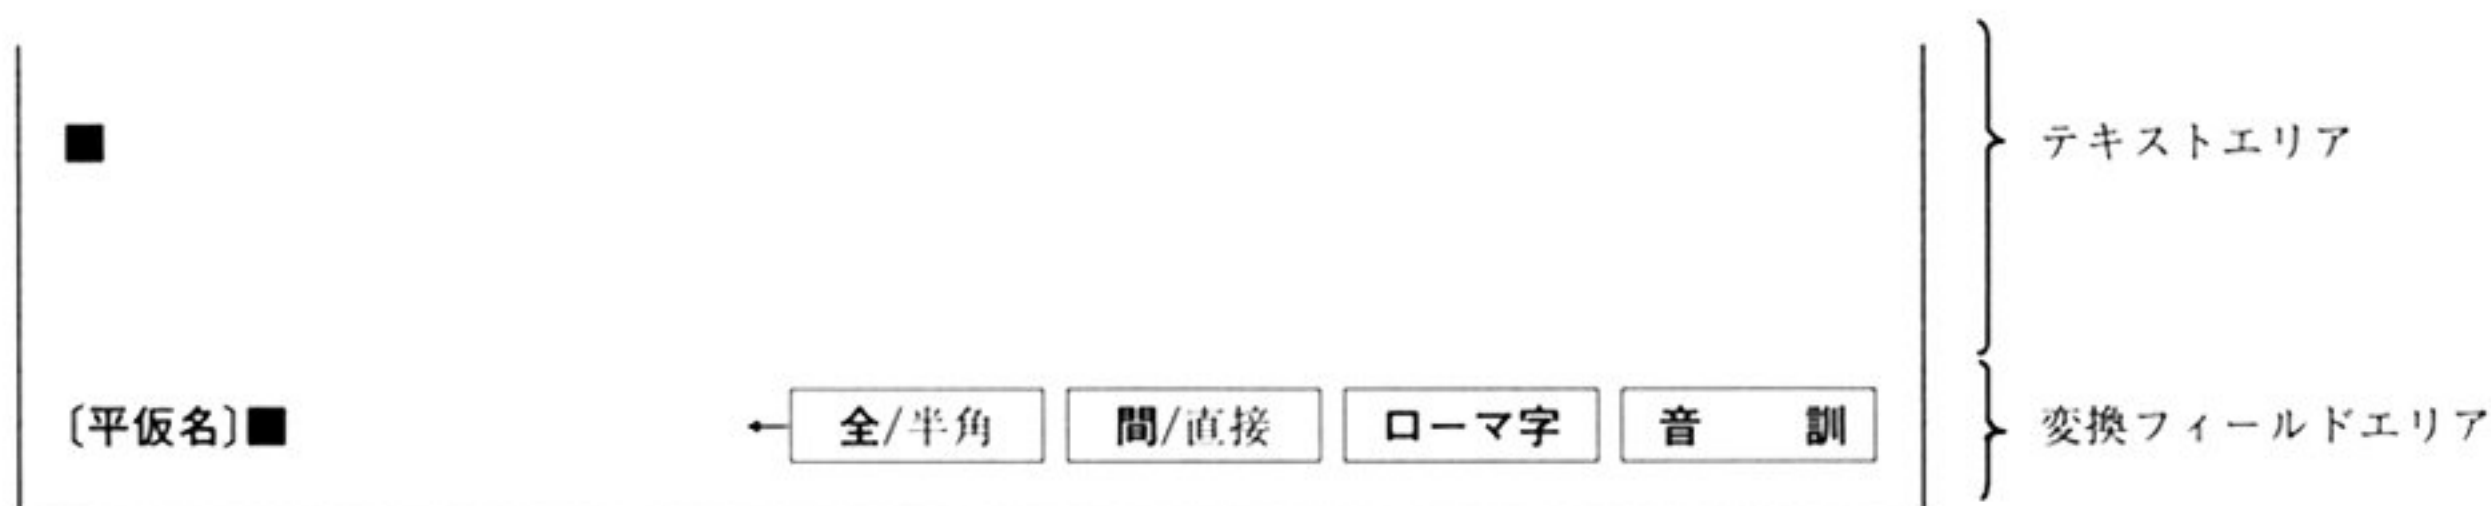 ■
テキストエリア
〔平仮名〕■ ← 全/半角 間/直接 ローマ字 音 訓
変換フィールドエリア